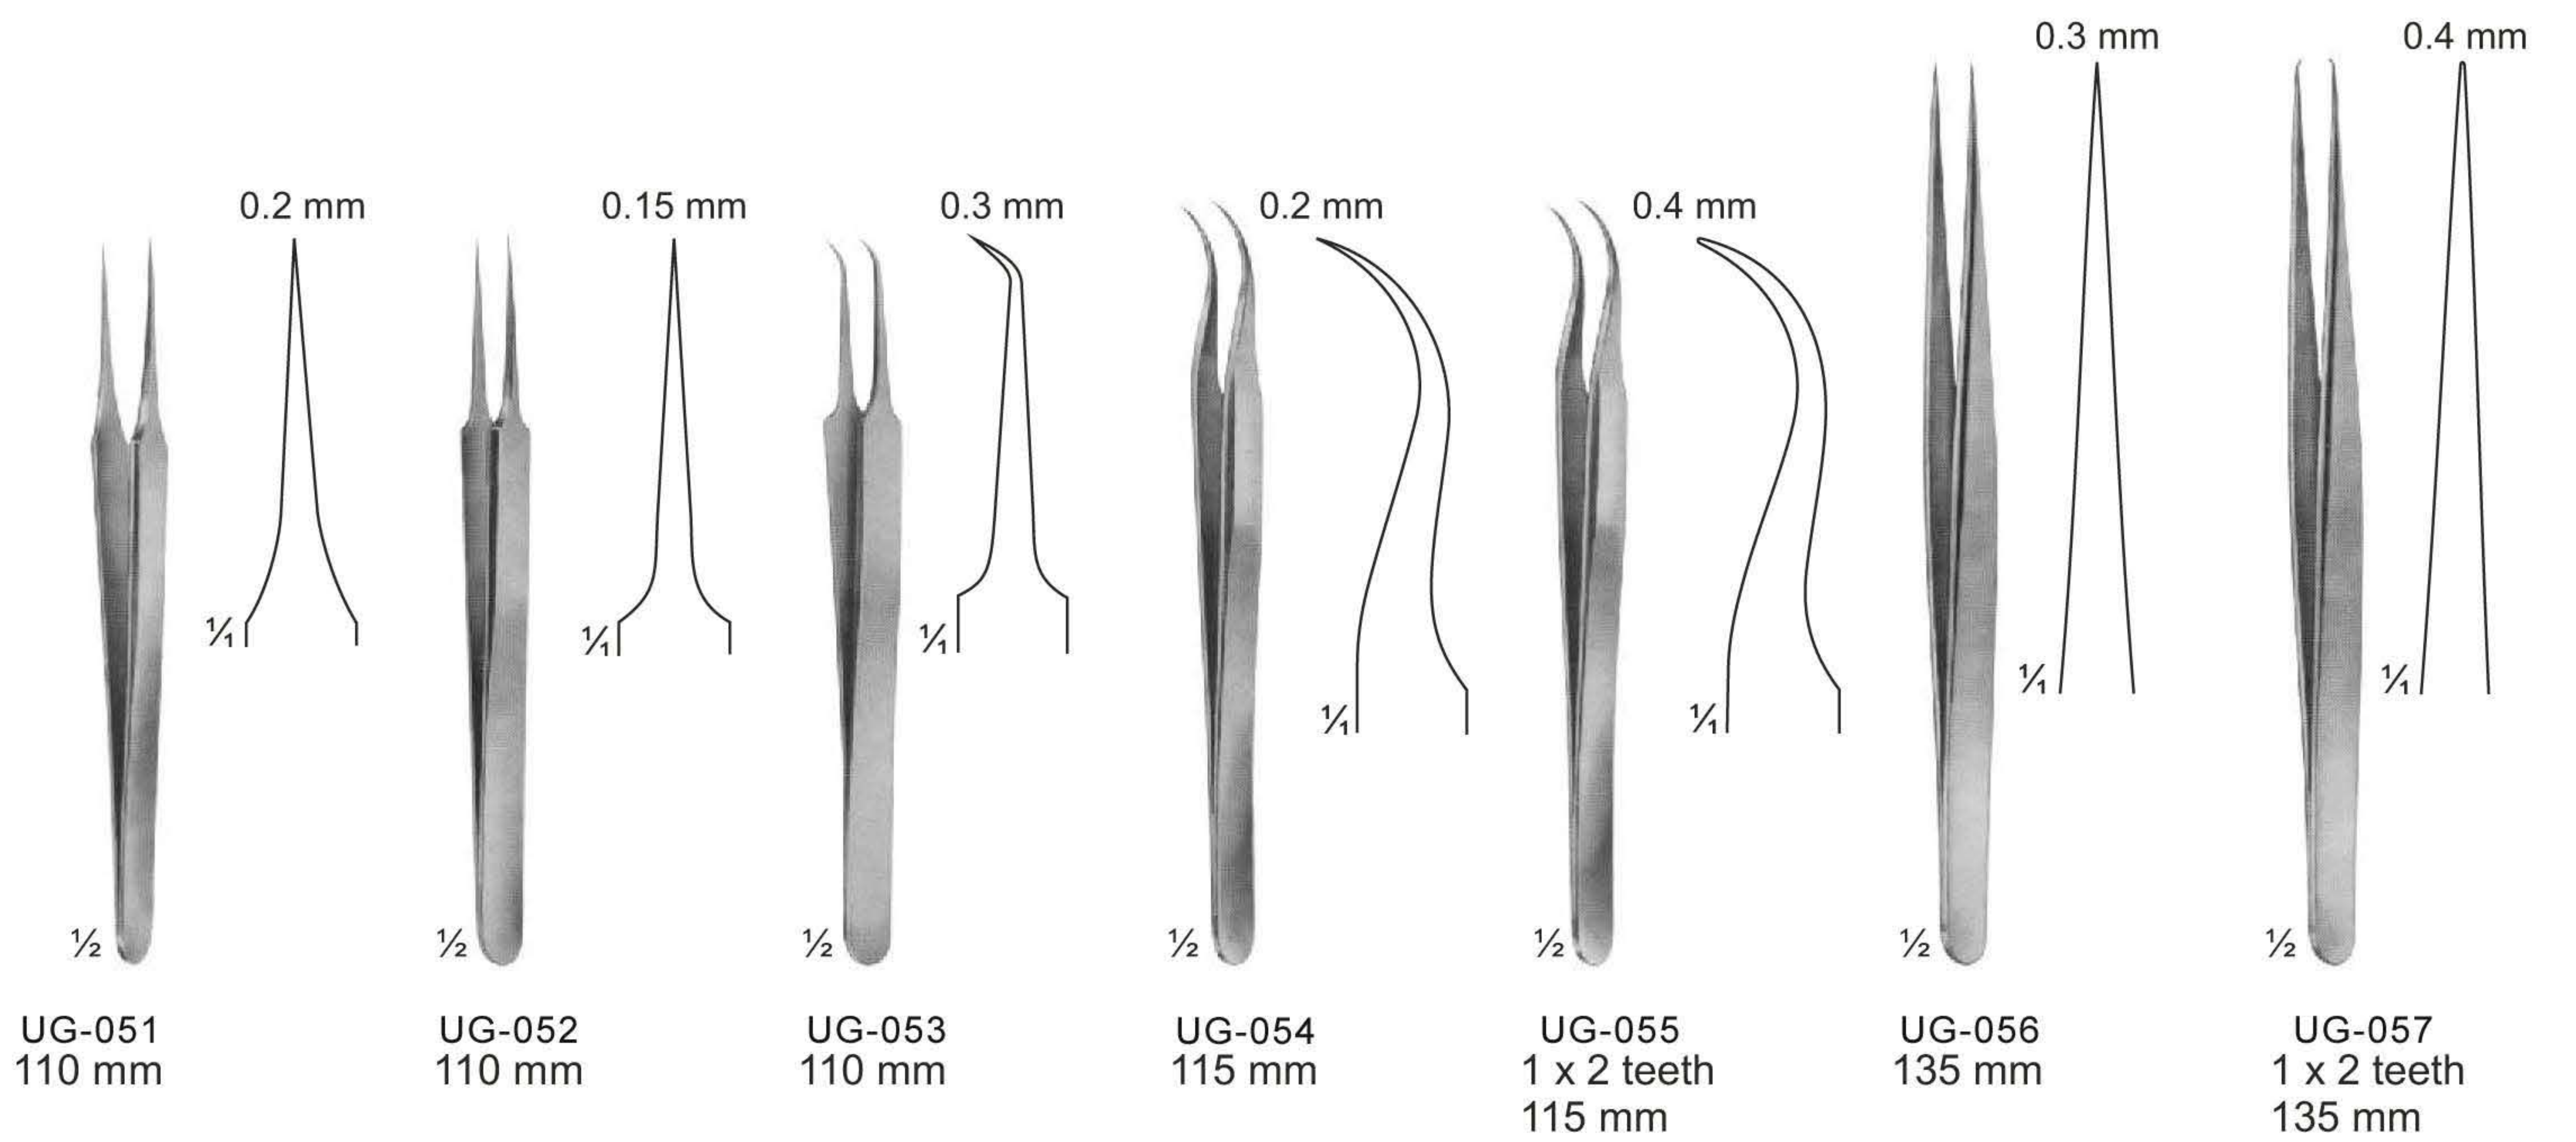 0.3 mm
0.4 mm
0.2 mm
0.15 mm
0.3 mm
0.2 mm
0.4 mm
⅟₁
⅟₁
⅟₁
⅟₁
⅟₁
⅟₁
⅟₁
½
½
½
½
½
½
½
UG-051
110 mm
UG-052
110 mm
UG-053
110 mm
UG-054
115 mm
UG-055
1 x 2 teeth
115 mm
UG-056
135 mm
UG-057
1 x 2 teeth
135 mm